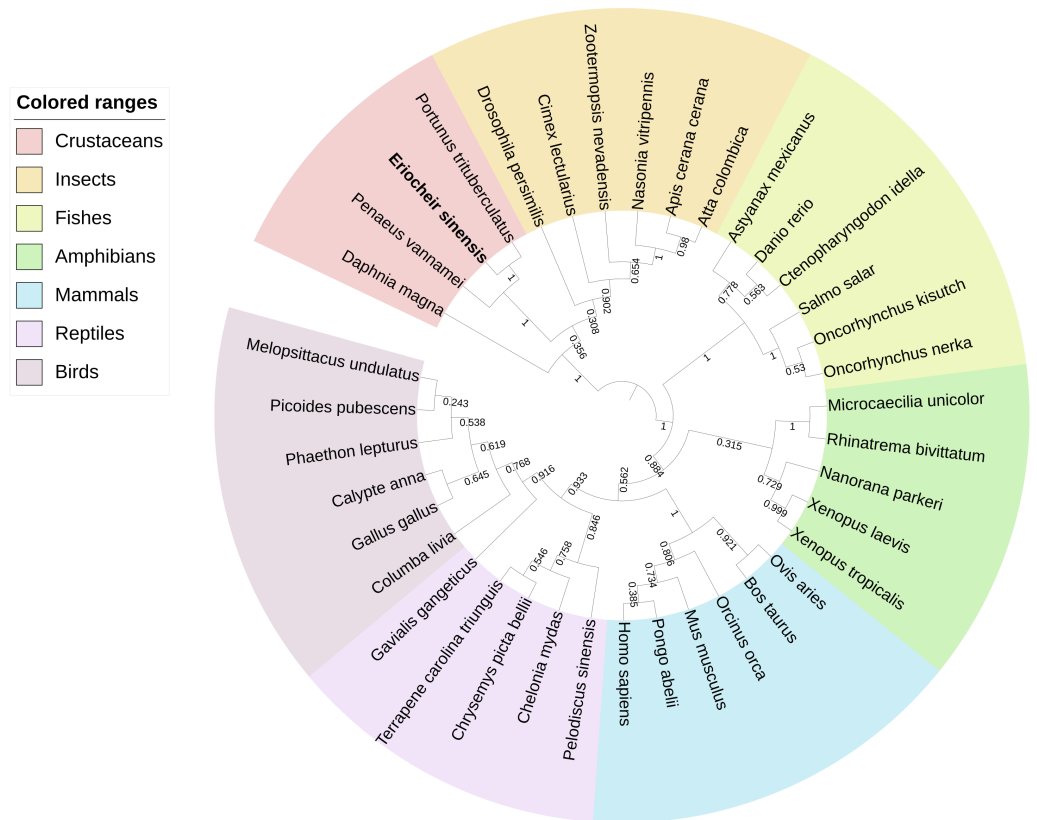 Colored ranges
Crustaceans
Insects
Fishes
Amphibians
Mammals
Reptiles
Birds
Daphnia magna
Penaeus vannamei
Eriocheir sinensis
Portunus trituberculatus
Drosophila persimilis
Cimex lectularius
Zootermopsis nevadensis
Nasonia vitripennis
Apis cerana cerana
Atta colombica
Astyanax mexicanus
Danio rerio
Ctenopharyngodon idella
Salmo salar
Oncorhynchus kisutch
Oncorhynchus nerka
Microcaecilia unicolor
Rhinatrema bivittatum
Nanorana parkeri
Xenopus laevis
Xenopus tropicalis
Ovis aries
Bos taurus
Orcinus orca
Mus musculus
Pongo abelii
Homo sapiens
Pelodiscus sinensis
Chelonia mydas
Chrysemys picta bellii
Terrapene carolina triunguis
Gavialis gangeticus
Columba livia
Gallus gallus
Calypte anna
Phaethon lepturus
Picoides pubescens
Melopsittacus undulatus
1
1
1
0.356
0.308
0.902
0.654
1
0.98
1
0.778
0.563
1
0.53
1
0.884
0.315
1
0.729
0.999
0.562
1
0.921
0.806
0.734
0.385
0.933
0.846
0.758
0.546
0.916
0.768
0.619
0.645
0.538
0.243